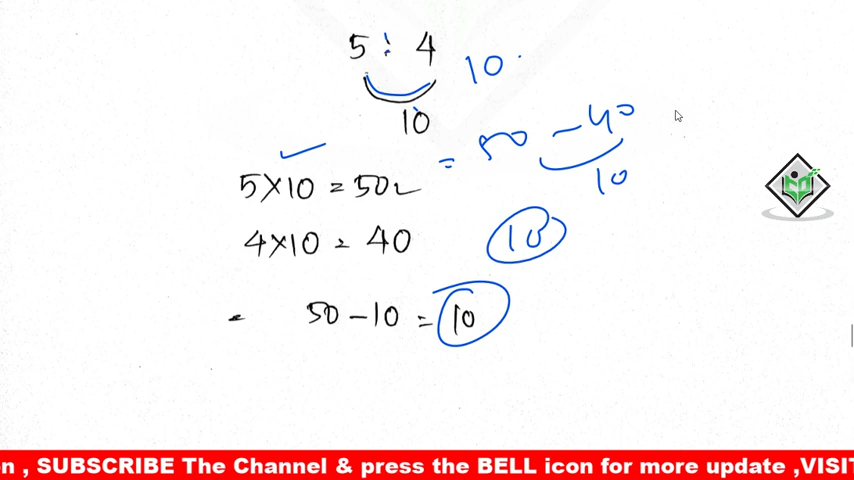 5 : 4 10
10
= 50 - 40
10
5×10 = 50
4×10 = 40 10
= 50 - 10 = 10
n , SUBSCRIBE The Channel & press the BELL icon for more update ,VISIT